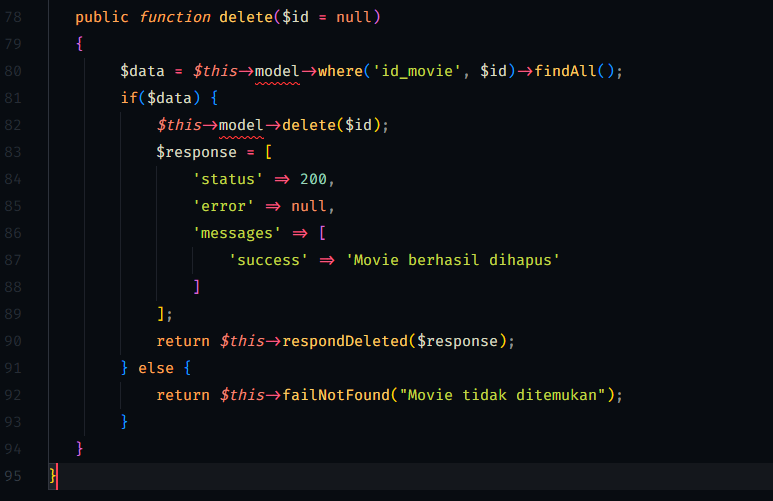 78 public function delete($id = null)
79 {
80 $data = $this->model->where('id_movie', $id)->findAll();
81 if($data) {
82 $this->model->delete($id);
83 $response = [
84 'status' => 200,
85 'error' => null,
86 'messages' => [
87 'success' => 'Movie berhasil dihapus'
88 ]
89 ];
90 return $this->respondDeleted($response);
91 } else {
92 return $this->failNotFound("Movie tidak ditemukan");
93 }
94 }
95 }